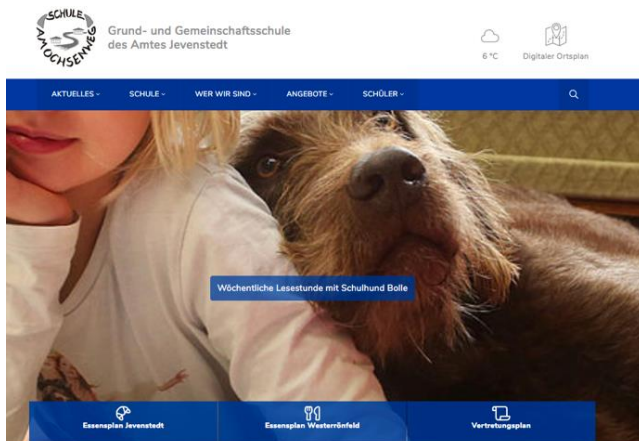 SCHULE
AM OCHSENWEG
Grund- und Gemeinschaftsschule
des Amtes Jevenstedt
6 °C
Digitaler Ortsplan
AKTUELLES
SCHULE
WER WIR SIND
ANGEBOTE
SCHÜLER
Wöchentliche Lesestunde mit Schulhund Bolle
Essensplan Jevenstedt
Essensplan Westerrönfeld
Vertretungsplan